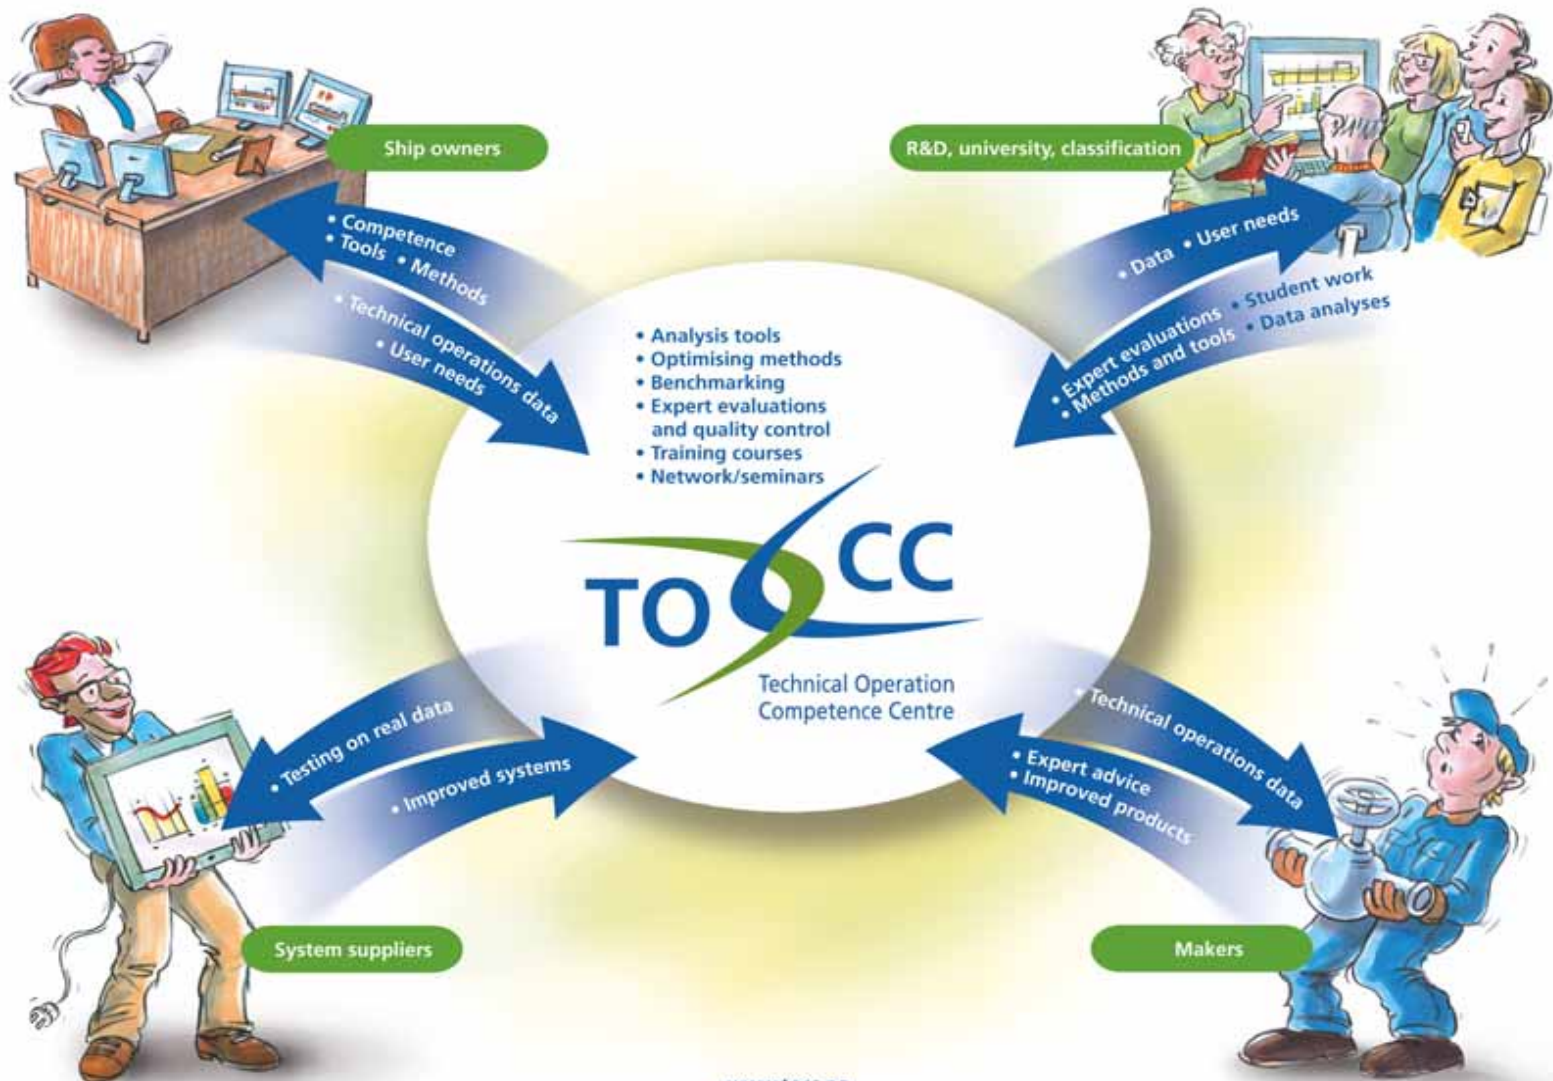 Ship owners
R&D, university, classification
• Competence
• Tools • Methods
• Technical operations data
• User needs
• Data • User needs
• Student work
• Expert evaluations
• Data analyses
• Methods and tools
• Analysis tools
• Optimising methods
• Benchmarking
• Expert evaluations
and quality control
• Training courses
• Network/seminars
TO CC
Technical Operation
Competence Centre
• Testing on real data
• Improved systems
• Technical operations data
• Expert advice
• Improved products
System suppliers
Makers